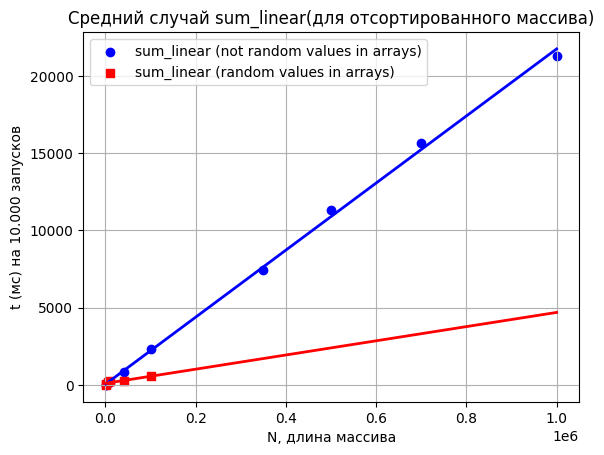 Средний случай sum_linear(для отсортированного массива)
sum_linear (not random values in arrays)
sum_linear (random values in arrays)
t (мс) на 10.000 запусков
20000
15000
10000
5000
0
0.0
0.2
0.4
0.6
0.8
1.0
1e6
N, длина массива